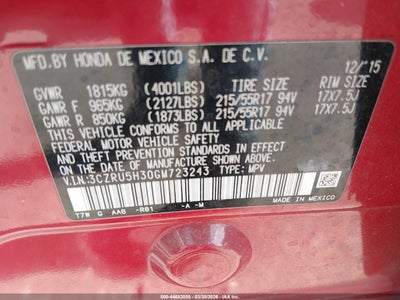 MFD.BY HONDA DE MEXICO S.A. DE C.V.
12/'15
GVWR 1815KG (4001LBS) TIRE SIZE RIM SIZE
GAWR F 965KG (2127LBS) 215/55R17 94V 17X7.5J
GAWR R 850KG (1873LBS) 215/55R17 94V 17X7.5J
THIS VEHICLE CONFORMS TO ALL APPLICABLE
FEDERAL MOTOR VEHICLE SAFETY AND THEFT
PREVENTION STANDARDS IN EFFECT ON THE
DATE OF MANUFACTURE SHOWN ABOVE.
V.I.N:3CZRU5H30GM723243 TYPE: MPV
T7W G AAB -RB1 -A -M
MADE IN MEXICO